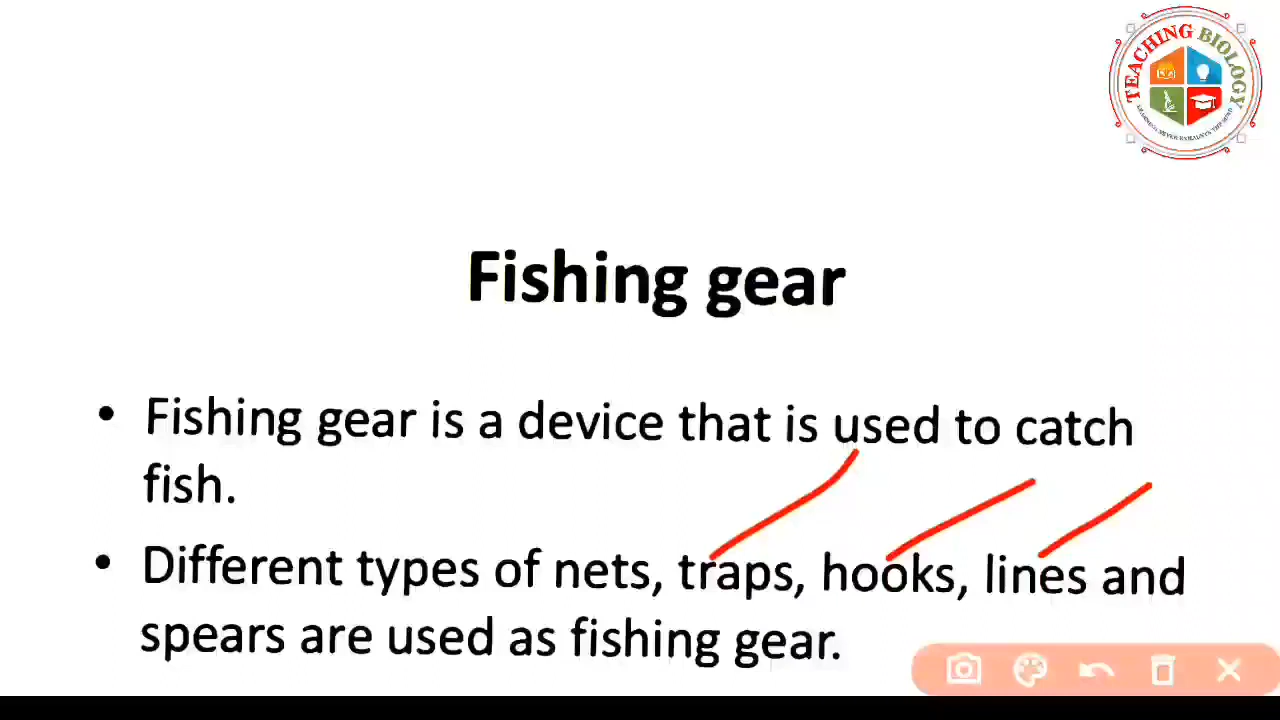 TEACHING BIOLOGY
Fishing gear
• Fishing gear is a device that is used to catch
fish.
• Different types of nets, traps, hooks, lines and
spears are used as fishing gear.